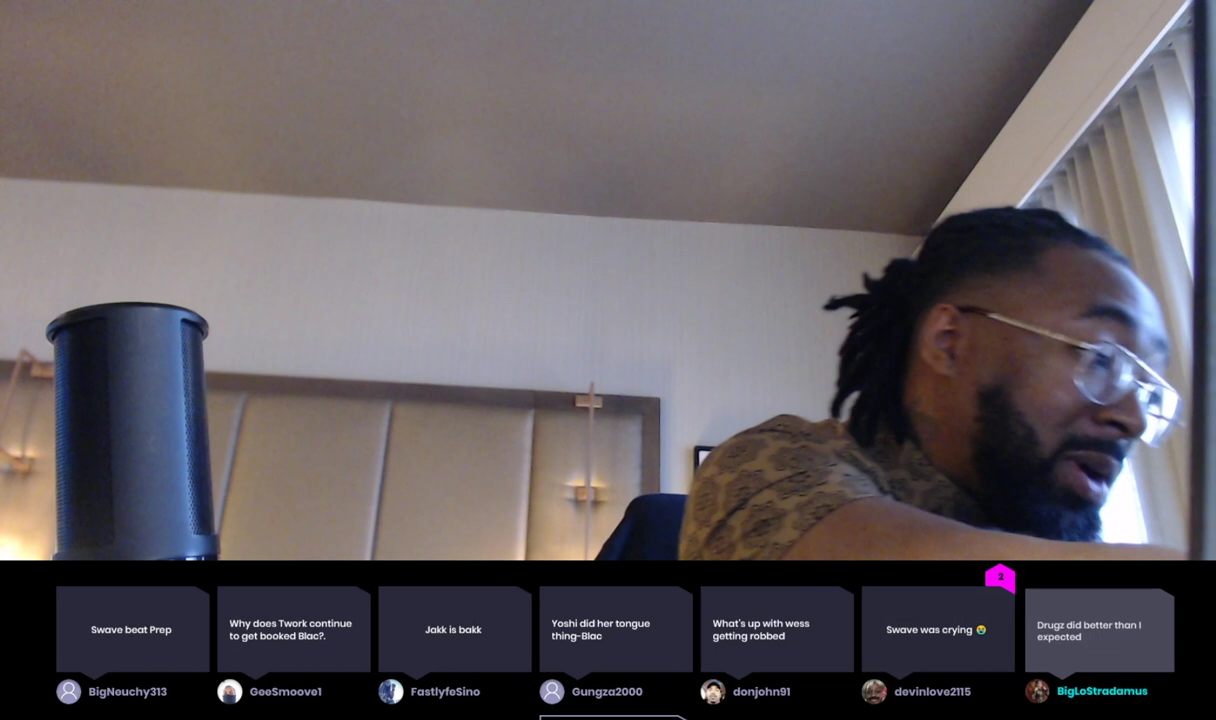 2
Swave beat Prep
Why does Twork continue
to get booked Blac?.
Jakk is bakk
Yoshi did her tongue
thing-Blac
What's up with wess
getting robbed
Swave was crying 😭
Drugz did better than I
expected
BigNeuchy313
GeeSmoove1
FastlyfeSino
Gungza2000
donjohn91
devinlove2115
BigLoStradamus